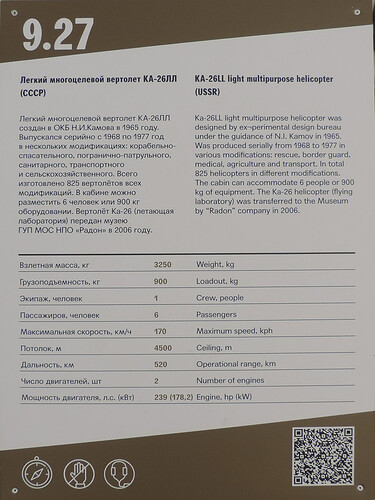 9.27
Легкий многоцелевой вертолет КА-26ЛЛ
(СССР)
Легкий многоцелевой вертолет КА-26ЛЛ
создан в ОКБ Н.И.Камова в 1965 году.
Выпускался серийно с 1968 по 1977 год
в нескольких модификациях: корабельно-
спасательного, погранично-патрульного,
санитарного, транспортного
и сельскохозяйственного. Всего
изготовлено 825 вертолётов всех
модификаций. В кабине можно
разместить 6 человек или 900 кг
оборудования. Вертолёт Ка-26 (летающая
лаборатория) передан музею
ГУП МОС НПО «Радон» в 2006 году.
KA-26LL light multipurpose helicopter
(USSR)
Ka-26LL light multipurpose helicopter was
designed by ex-perimental design bureau
under the guidance of N.I. Kamov in 1965.
Was produced serially from 1968 to 1977 in
various modifications: rescue, border guard,
medical, agriculture and transport. In total
825 helicopters in different modifications.
The cabin can accommodate 6 people or 900
kg of equipment. The Ka-26 helicopter (flying
laboratory) was transferred to the Museum
by “Radon” company in 2006.
Взлетная масса, кг 3250 Weight, kg
Грузоподъемность, кг 900 Loadout, kg
Экипаж, человек 1 Crew, people
Пассажиров, человек 6 Passengers
Максимальная скорость, км/ч 170 Maximum speed, kph
Потолок, м 4500 Ceiling, m
Дальность, км 520 Operational range, km
Число двигателей, шт 2 Number of engines
Мощность двигателя, л.с. (кВт) 239 (178,2) Engine, hp (kW)